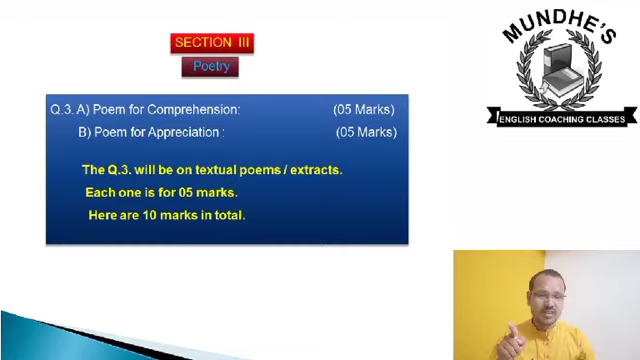 SECTION III
Poetry
Q.3. A) Poem for Comprehension: (05 Marks)
B) Poem for Appreciation : (05 Marks)
The Q.3. will be on textual poems / extracts.
Each one is for 05 marks.
Here are 10 marks in total.
MUNDHE'S
ENGLISH COACHING CLASSES